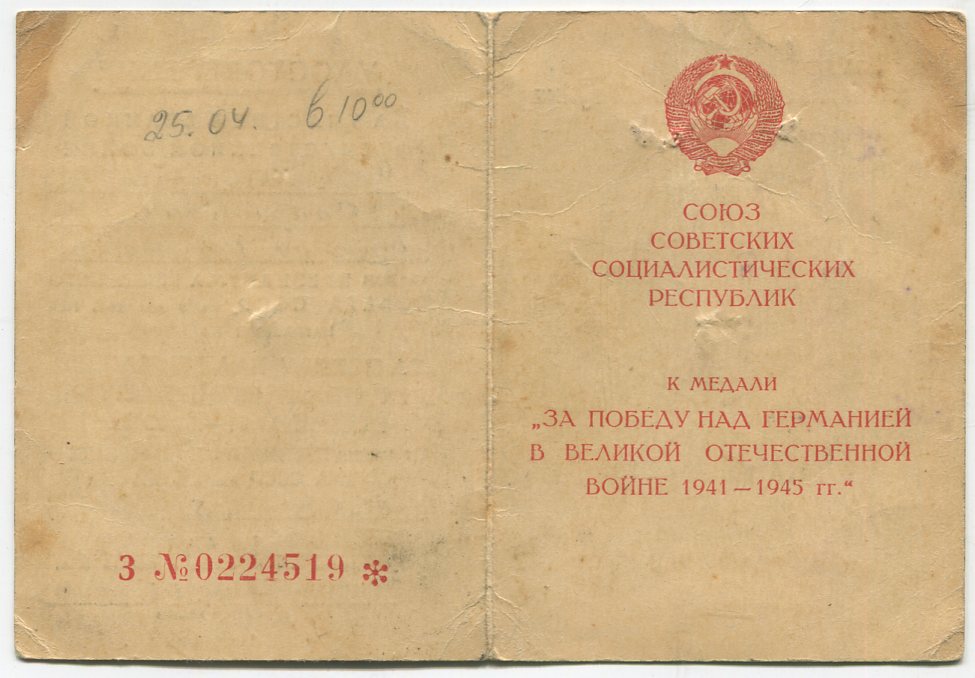 25.04. в 10⁰⁰
З №0224519 *
СОЮЗ
СОВЕТСКИХ
СОЦИАЛИСТИЧЕСКИХ
РЕСПУБЛИК
К МЕДАЛИ
„ЗА ПОБЕДУ НАД ГЕРМАНИЕЙ
В ВЕЛИКОЙ ОТЕЧЕСТВЕННОЙ
ВОЙНЕ 1941—1945 гг.“